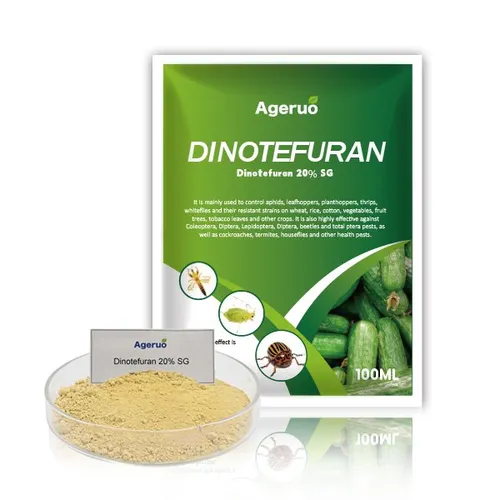 Ageruo
DINOTEFURAN
Dinotefuran 20% SG
It is mainly used to control aphids, leafhoppers, planthoppers, thrips,
whiteflies and their resistant strains on wheat, rice, cotton, vegetables, fruit
trees, tobacco leaves and other crops. It is also highly effective against
Coleoptera, Diptera, Lepidoptera, Diptera, beetles and total ptera pests, as
well as cockroaches, termites, houseflies and other health pests.
effect is
100ML
Ageruo
Dinotefuran 20% SG